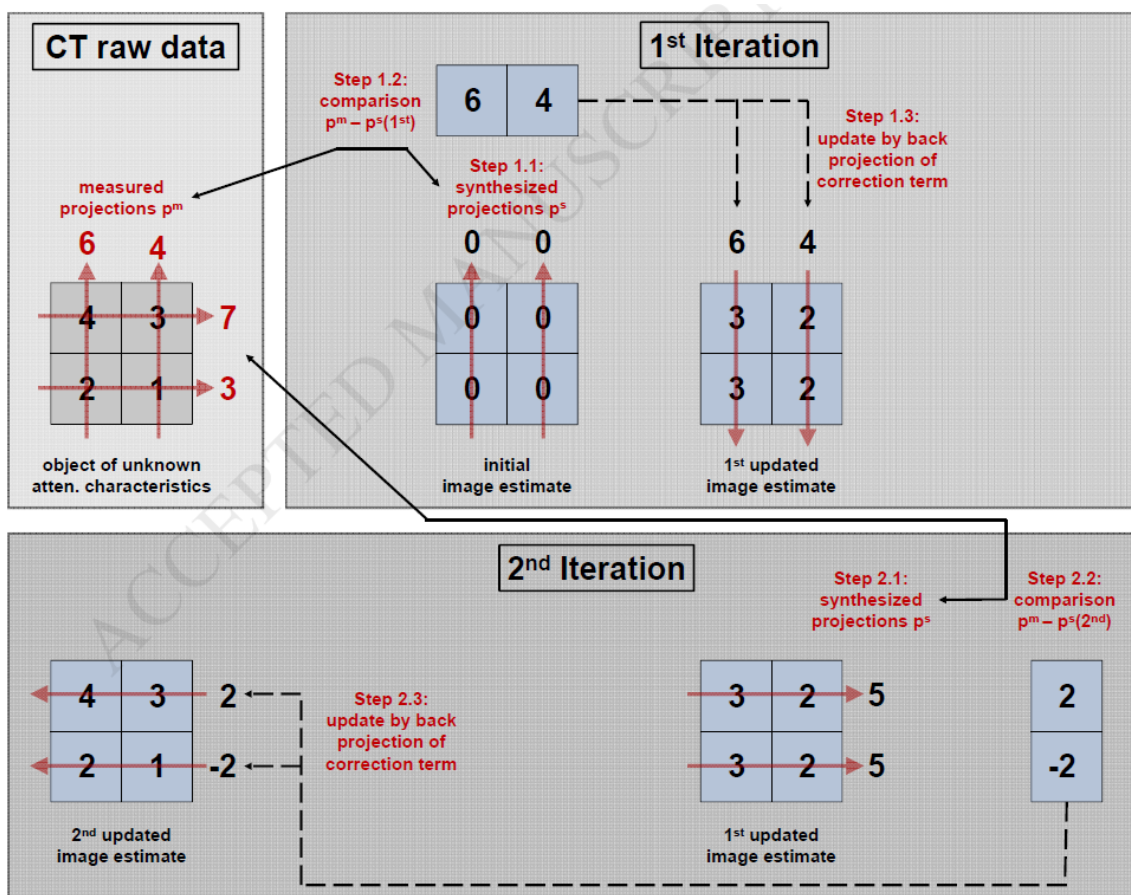 CT raw data
measured
projections pᵐ
6 4
4 3 7
2 1 3
object of unknown
atten. characteristics
1ˢᵗ Iteration
Step 1.2:
comparison
pᵐ – pˢ(1ˢᵗ)
6 4
Step 1.1:
synthesized
projections pˢ
0 0
0 0
0 0
initial
image estimate
Step 1.3:
update by back
projection of
correction term
6 4
3 2
3 2
1ˢᵗ updated
image estimate
2ⁿᵈ Iteration
Step 2.1:
synthesized
projections pˢ
Step 2.2:
comparison
pᵐ – pˢ(2ⁿᵈ)
4 3 2
2 1 -2
2ⁿᵈ updated
image estimate
Step 2.3:
update by back
projection of
correction term
3 2 5
3 2 5
1ˢᵗ updated
image estimate
2
-2
ACCEPTED MANUSCRIPT